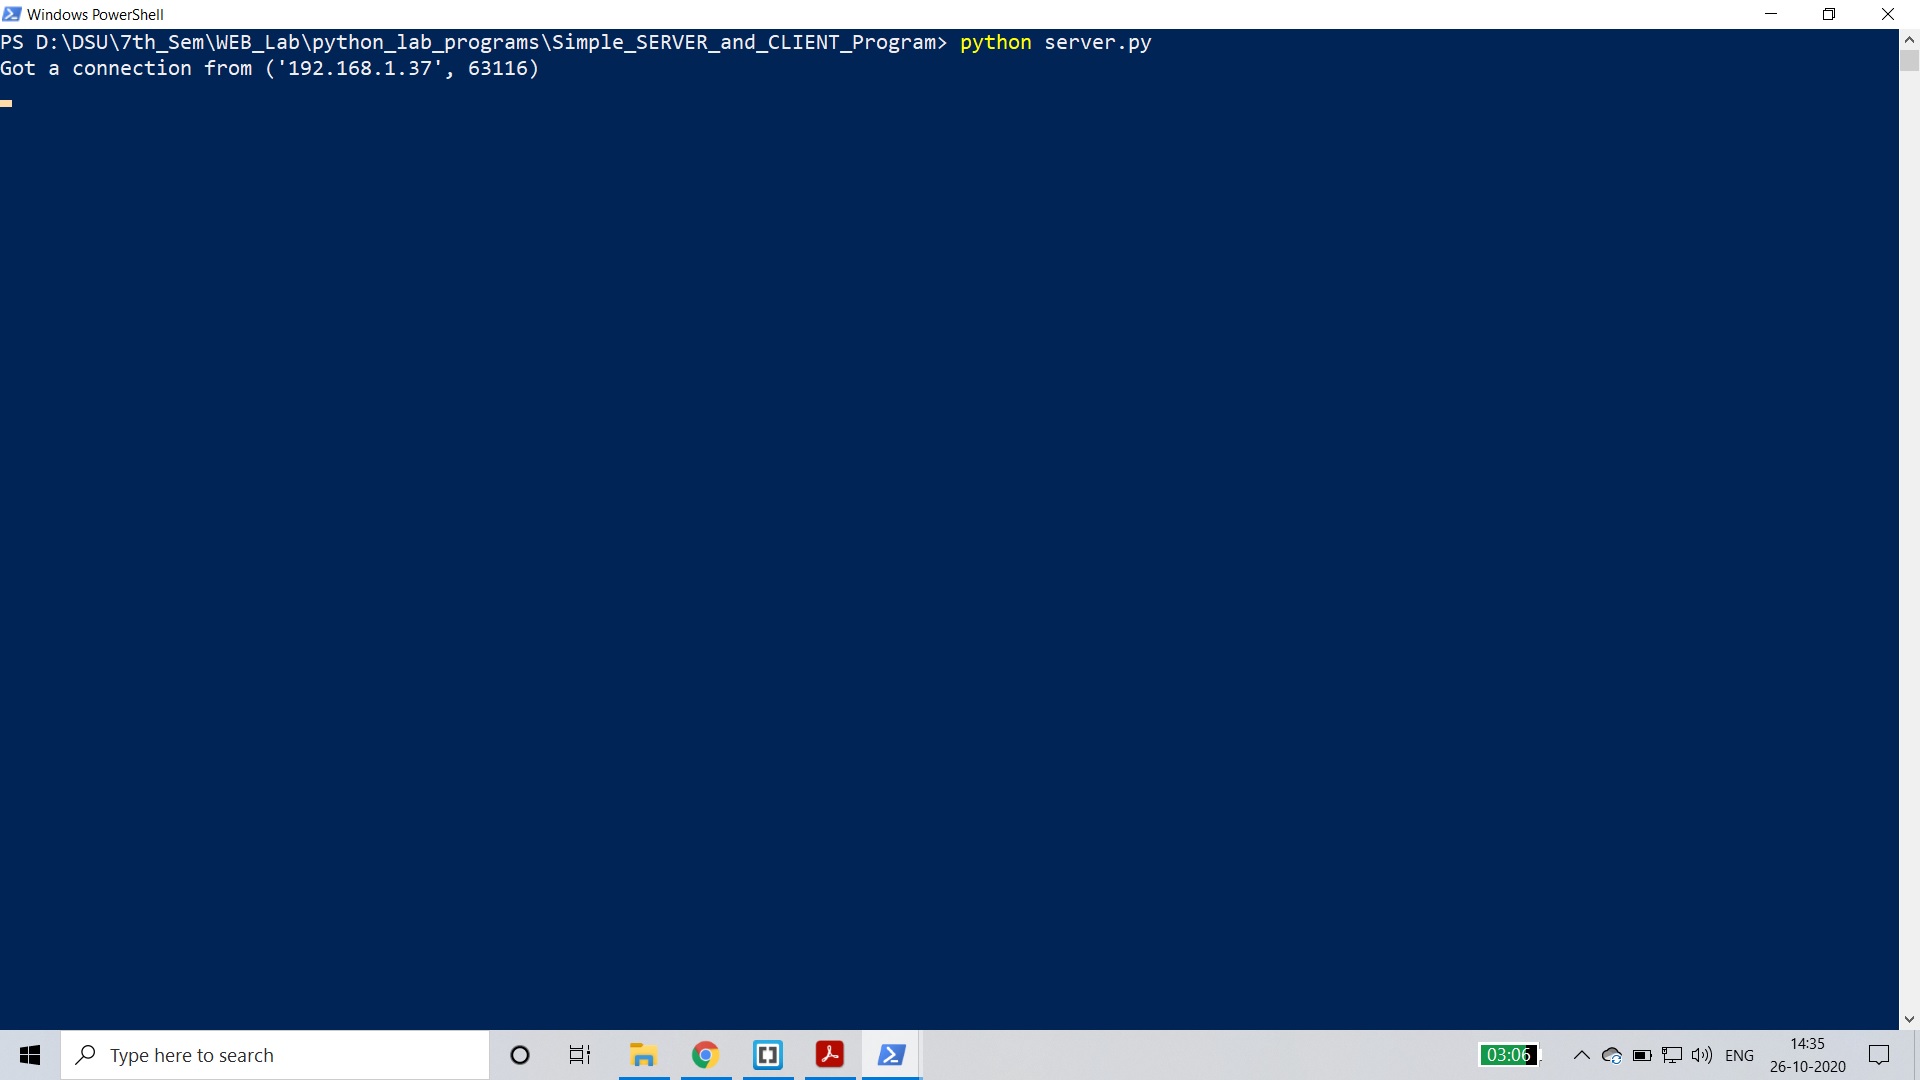 Windows PowerShell
PS D:\DSU\7th_Sem\WEB_Lab\python_lab_programs\Simple_SERVER_and_CLIENT_Program> python server.py
Got a connection from ('192.168.1.37', 63116)
Type here to search
03:06
ENG
14:35
26-10-2020